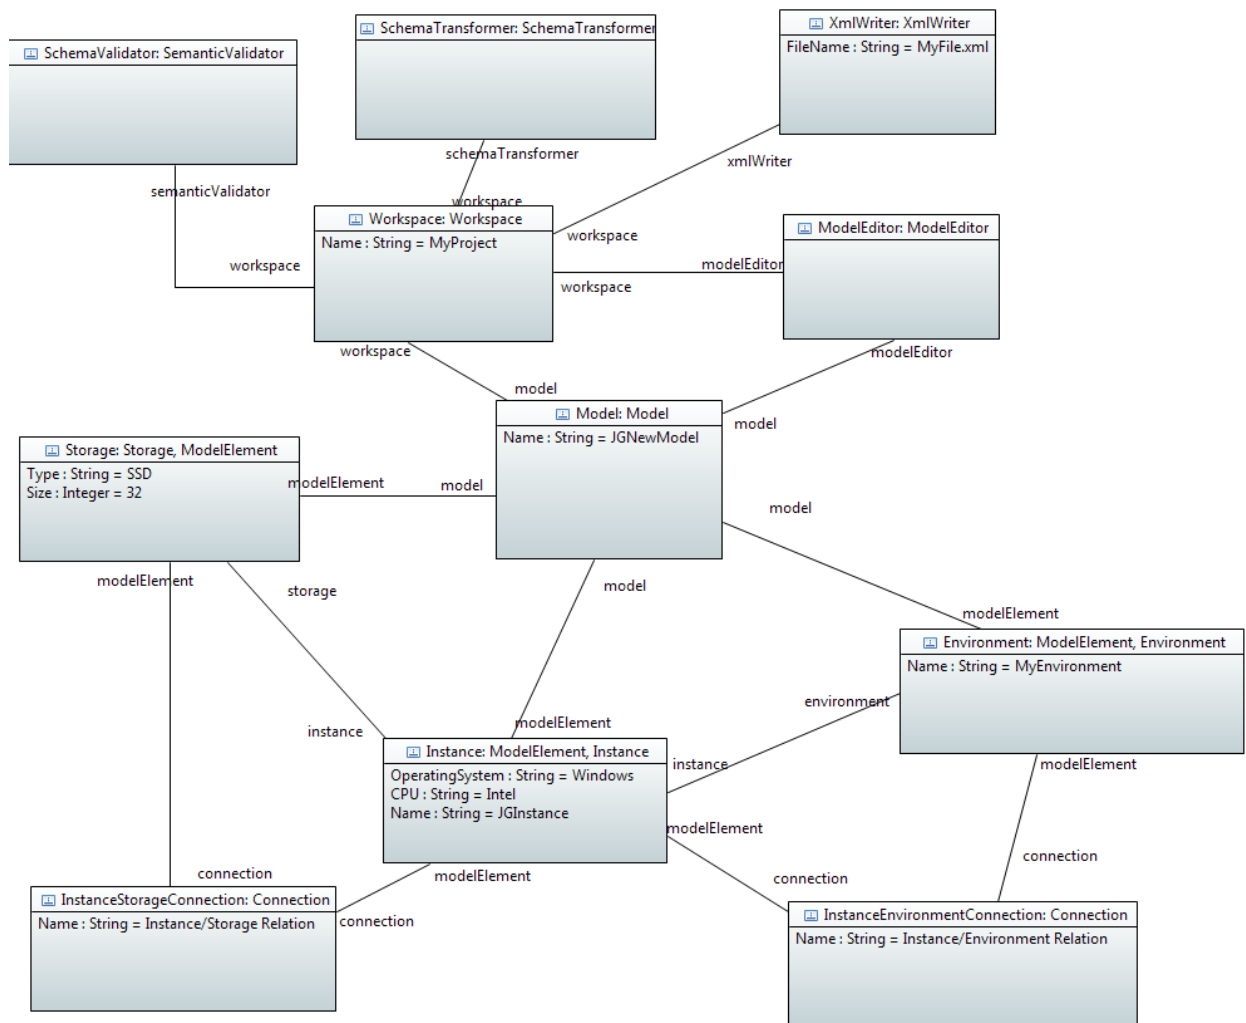 SchemaTransformer: SchemaTransformer
XmlWriter: XmlWriter
FileName : String = MyFile.xml
SchemaValidator: SemanticValidator
schemaTransformer
xmlWriter
semanticValidator
workspace
Workspace: Workspace
Name : String = MyProject
workspace
ModelEditor: ModelEditor
workspace
modelEditor
workspace
workspace
modelEditor
model
Model: Model
Name : String = JGNewModel
model
Storage: Storage, ModelElement
Type : String = SSD
Size : Integer = 32
modelElement
model
model
modelElement
storage
model
modelElement
Environment: ModelElement, Environment
Name : String = MyEnvironment
environment
instance
modelElement
Instance: ModelElement, Instance
OperatingSystem : String = Windows
CPU : String = Intel
Name : String = JGInstance
instance
modelElement
modelElement
connection
modelElement
connection
connection
InstanceStorageConnection: Connection
Name : String = Instance/Storage Relation
connection
InstanceEnvironmentConnection: Connection
Name : String = Instance/Environment Relation